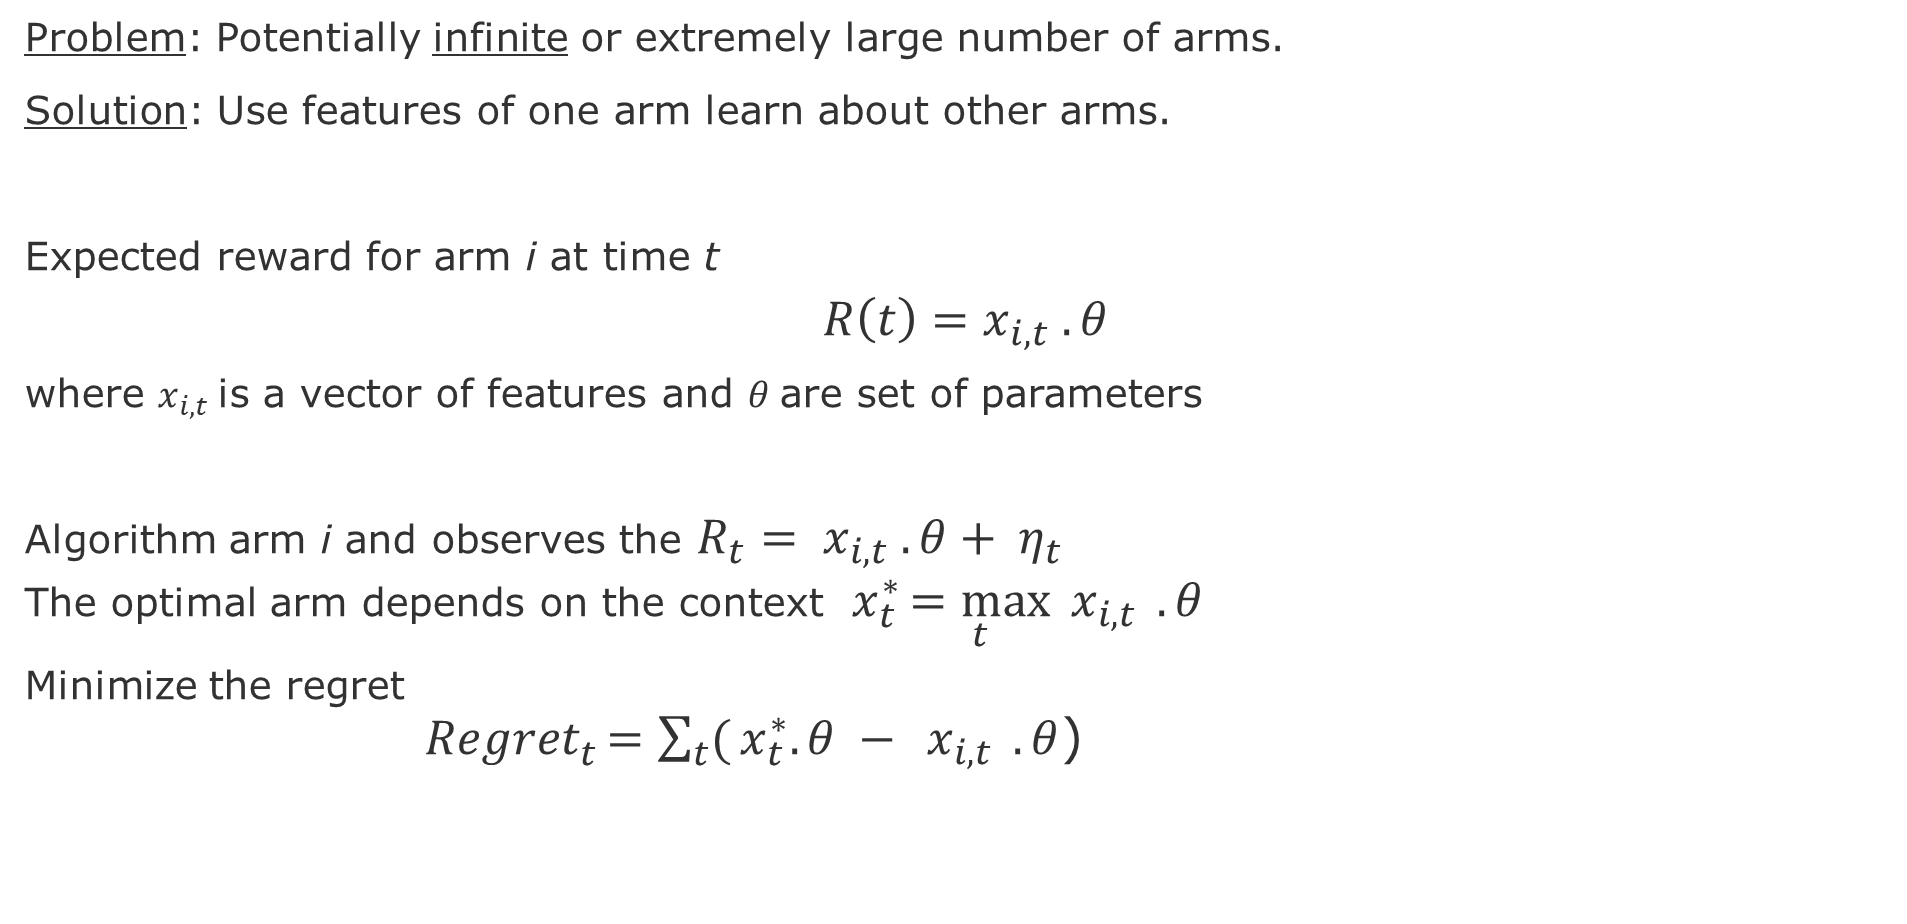 Problem: Potentially infinite or extremely large number of arms.
Solution: Use features of one arm learn about other arms.
Expected reward for arm i at time t
R(t) = x_{i,t} . θ
where x_{i,t} is a vector of features and θ are set of parameters
Algorithm arm i and observes the R_t = x_{i,t} . θ + η_t
The optimal arm depends on the context x_t^* = max_t x_{i,t} . θ
Minimize the regret
Regret_t = ∑_t( x_t^*. θ − x_{i,t} . θ)